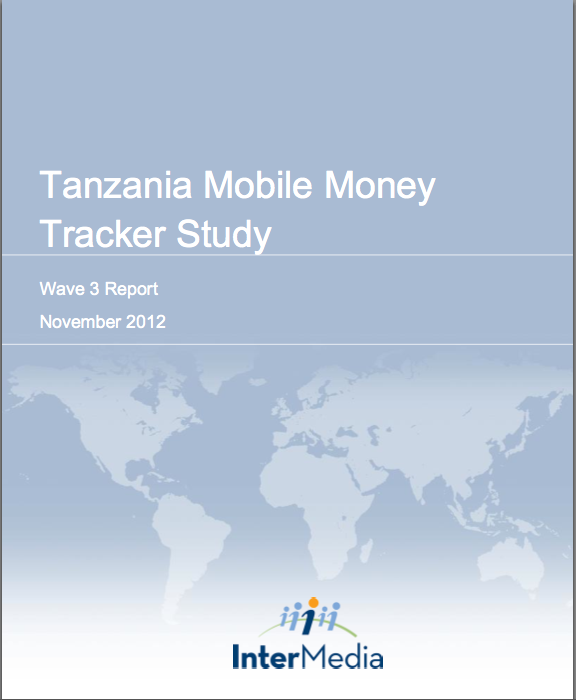 Tanzania Mobile Money
Tracker Study
Wave 3 Report
November 2012
InterMedia